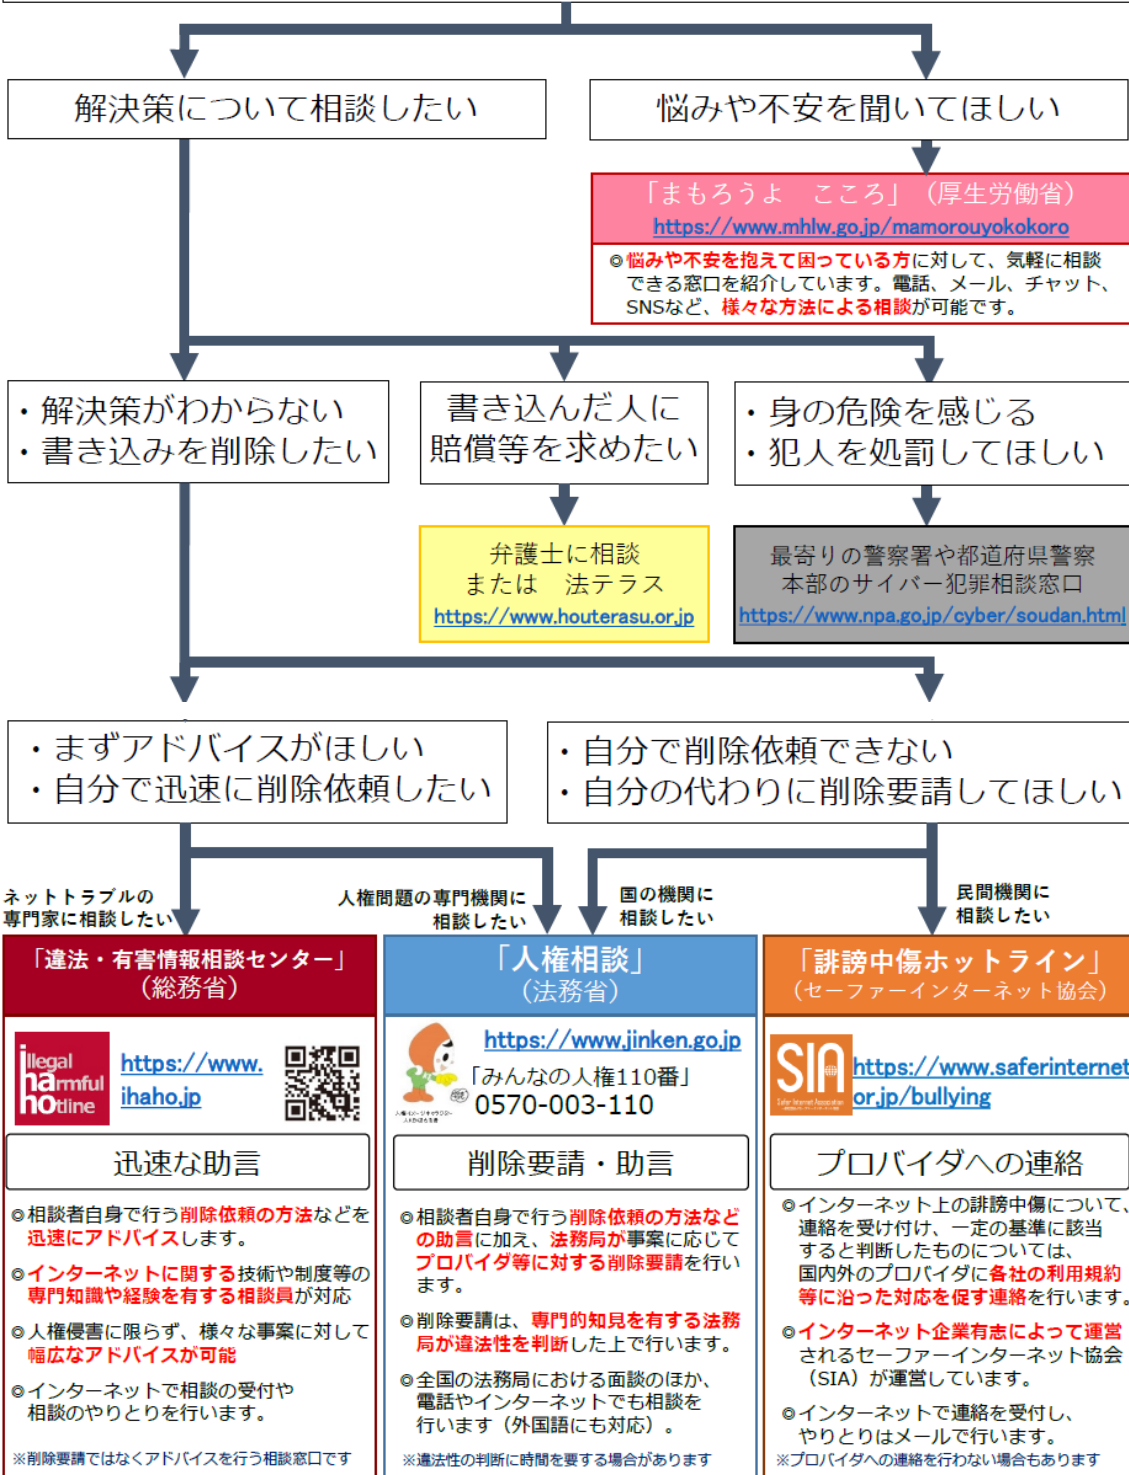 解決策について相談したい
悩みや不安を聞いてほしい
「まもろうよ　こころ」（厚生労働省）
https://www.mhlw.go.jp/mamorouyokokoro
◎悩みや不安を抱えて困っている方に対して、気軽に相談
できる窓口を紹介しています。電話、メール、チャット、
SNSなど、様々な方法による相談が可能です。
・解決策がわからない
・書き込みを削除したい
書き込んだ人に
賠償等を求めたい
・身の危険を感じる
・犯人を処罰してほしい
弁護士に相談
または　法テラス
https://www.houterasu.or.jp
最寄りの警察署や都道府県警察
本部のサイバー犯罪相談窓口
https://www.npa.go.jp/cyber/soudan.html
・まずアドバイスがほしい
・自分で迅速に削除依頼したい
・自分で削除依頼できない
・自分の代わりに削除要請してほしい
ネットトラブルの
専門家に相談したい
人権問題の専門機関に
相談したい
国の機関に
相談したい
民間機関に
相談したい
「違法・有害情報相談センター」
（総務省）
illegal
harmful
hotline
https://www.
ihaho.jp
迅速な助言
◎相談者自身で行う削除依頼の方法などを
迅速にアドバイスします。
◎インターネットに関する技術や制度等の
専門知識や経験を有する相談員が対応
◎人権侵害に限らず、様々な事案に対して
幅広なアドバイスが可能
◎インターネットで相談の受付や
相談のやりとりを行います。
※削除要請ではなくアドバイスを行う相談窓口です
「人権相談」
（法務省）
https://www.jinken.go.jp
「みんなの人権110番」
0570-003-110
削除要請・助言
◎相談者自身で行う削除依頼の方法など
の助言に加え、法務局が事案に応じて
プロバイダ等に対する削除要請を行い
ます。
◎削除要請は、専門的知見を有する法務
局が違法性を判断した上で行います。
◎全国の法務局における面談のほか、
電話やインターネットでも相談を
行います（外国語にも対応）。
※違法性の判断に時間を要する場合があります
「誹謗中傷ホットライン」
（セーファーインターネット協会）
SIA
Safer Internet Association
https://www.saferinternet
or.jp/bullying
プロバイダへの連絡
◎インターネット上の誹謗中傷について、
連絡を受け付け、一定の基準に該当
すると判断したものについては、
国内外のプロバイダに各社の利用規約
等に沿った対応を促す連絡を行います。
◎インターネット企業有志によって運営
されるセーファーインターネット協会
（SIA）が運営しています。
◎インターネットで連絡を受付し、
やりとりはメールで行います。
※プロバイダへの連絡を行わない場合もあります